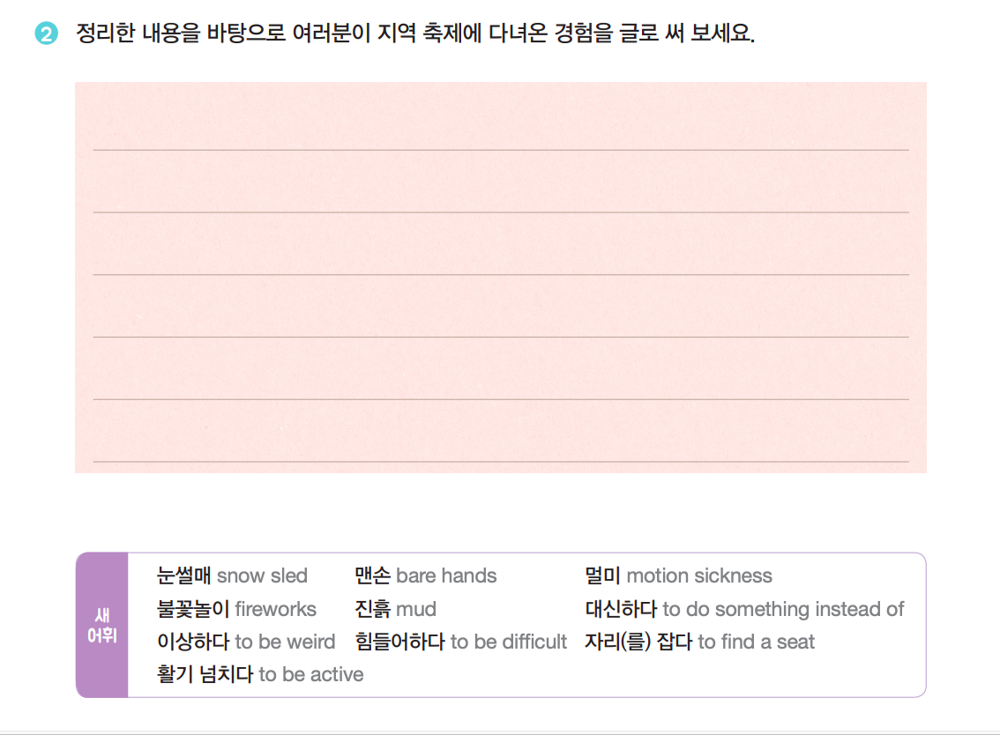 2 정리한 내용을 바탕으로 여러분이 지역 축제에 다녀온 경험을 글로 써 보세요.
새
어휘
눈썰매 snow sled 맨손 bare hands 멀미 motion sickness
불꽃놀이 fireworks 진흙 mud 대신하다 to do something instead of
이상하다 to be weird 힘들어하다 to be difficult 자리(를) 잡다 to find a seat
활기 넘치다 to be active